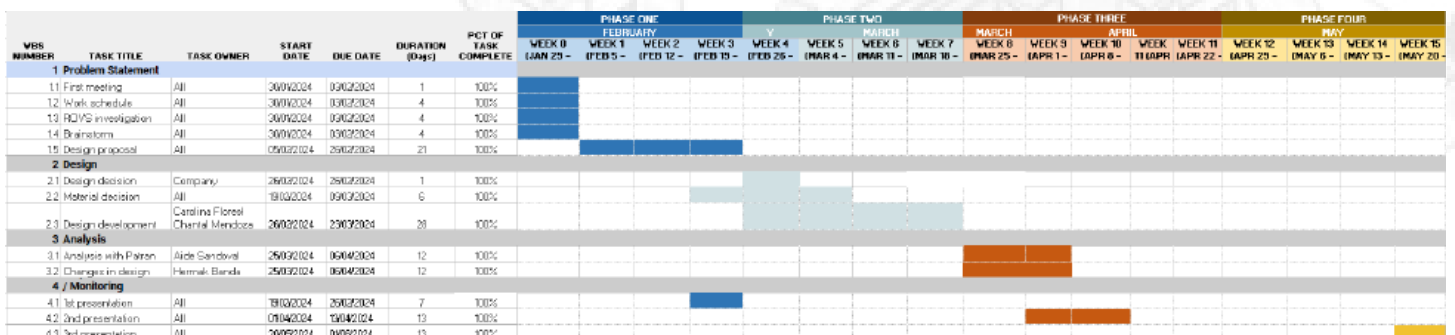 PHASE ONE PHASE TWO PHASE THREE PHASE FOUR
FEBRUARY Y MARCH MARCH APRIL MAY
WBS NUMBER TASK TITLE TASK OWNER START DATE DUE DATE DURATION (Days) PCT OF TASK COMPLETE WEEK 0 WEEK 1 WEEK 2 WEEK 3 WEEK 4 WEEK 5 WEEK 6 WEEK 7 WEEK 8 WEEK 9 WEEK 10 WEEK WEEK 11 WEEK 12 WEEK 13 WEEK 14 WEEK 15
(JAN 29 - (FEB 5 - (FEB 12 - (FEB 19 - (FEB 26 - (MAR 4 - (MAR 11 - (MAR 18 - (MAR 25 - (APR 1 - (APR 8 - 11 (APR (APR 22 - (APR 29 - (MAY 6 - (MAY 13 - (MAY 20 -
1 Problem Statement
1.1 First meeting All 30/01/2024 03/02/2024 1 100%
1.2 Work schedule All 30/01/2024 03/02/2024 4 100%
1.3 ROVS investigation All 30/01/2024 03/02/2024 4 100%
1.4 Brainstorm All 30/01/2024 03/02/2024 4 100%
1.5 Design proposal All 05/02/2024 26/02/2024 21 100%
2 Design
2.1 Design decision Company 26/02/2024 26/02/2024 1 100%
2.2 Material decision All 19/02/2024 09/03/2024 6 100%
2.3 Design development Carolina Flores/ Chantal Mendoza 26/02/2024 23/03/2024 28 100%
3 Analysis
3.1 Analysis with Patran Aide Sandoval 25/03/2024 06/04/2024 12 100%
3.2 Changes in design Hermak Banda 25/03/2024 06/04/2024 12 100%
4 / Monitoring
4.1 1st presentation All 19/02/2024 26/02/2024 7 100%
4.2 2nd presentation All 01/04/2024 13/04/2024 13 100%
4.3 3rd presentation All 13 100%